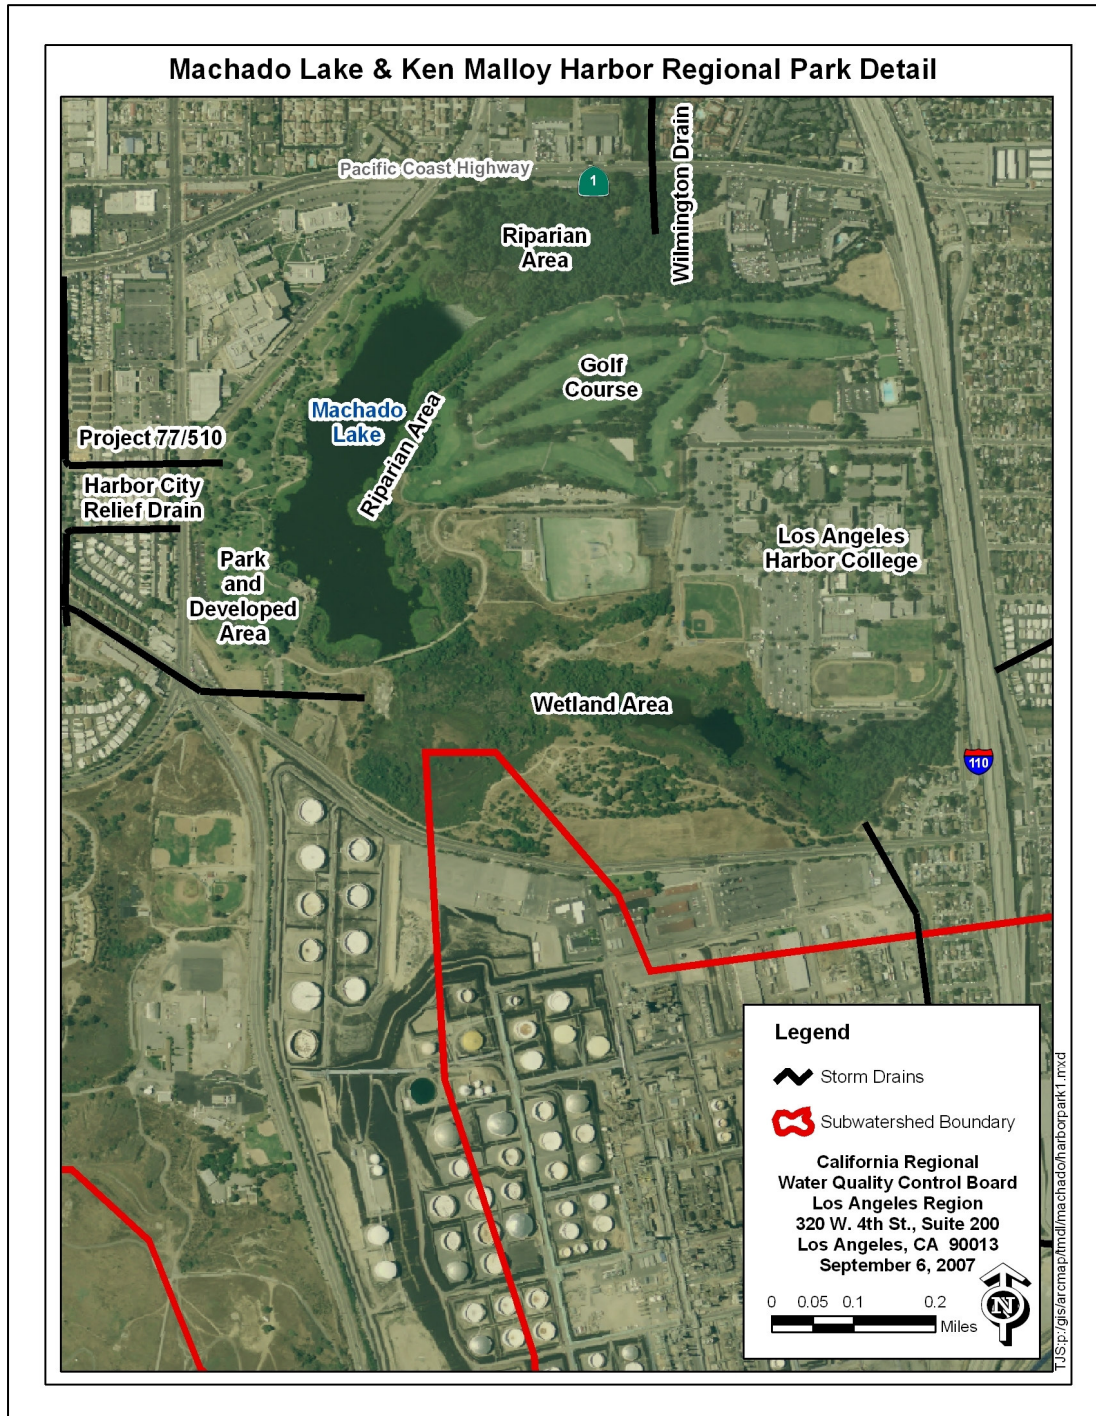 Machado Lake & Ken Malloy Harbor Regional Park Detail
Pacific Coast Highway
1
Wilmington Drain
Riparian
Area
Golf
Course
Machado
Lake
Riparian Area
Project 77/510
Harbor City
Relief Drain
Los Angeles
Harbor College
Park
and
Developed
Area
Wetland Area
110
Legend
Storm Drains
Subwatershed Boundary
California Regional
Water Quality Control Board
Los Angeles Region
320 W. 4th St., Suite 200
Los Angeles, CA 90013
September 6, 2007
0 0.05 0.1 0.2
Miles
N
TJS:p:/gis/arcmap/tmdl/machado/harborpark1.mxd